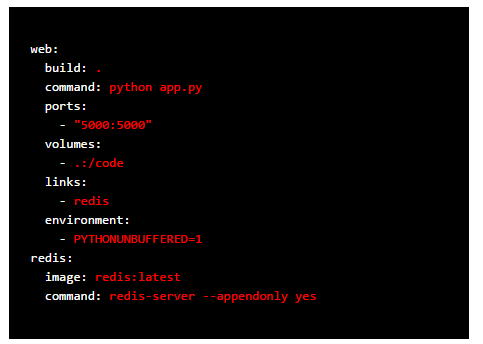 web:
  build: .
  command: python app.py
  ports:
    - "5000:5000"
  volumes:
    - .:/code
  links:
    - redis
  environment:
    - PYTHONUNBUFFERED=1
redis:
  image: redis:latest
  command: redis-server --appendonly yes